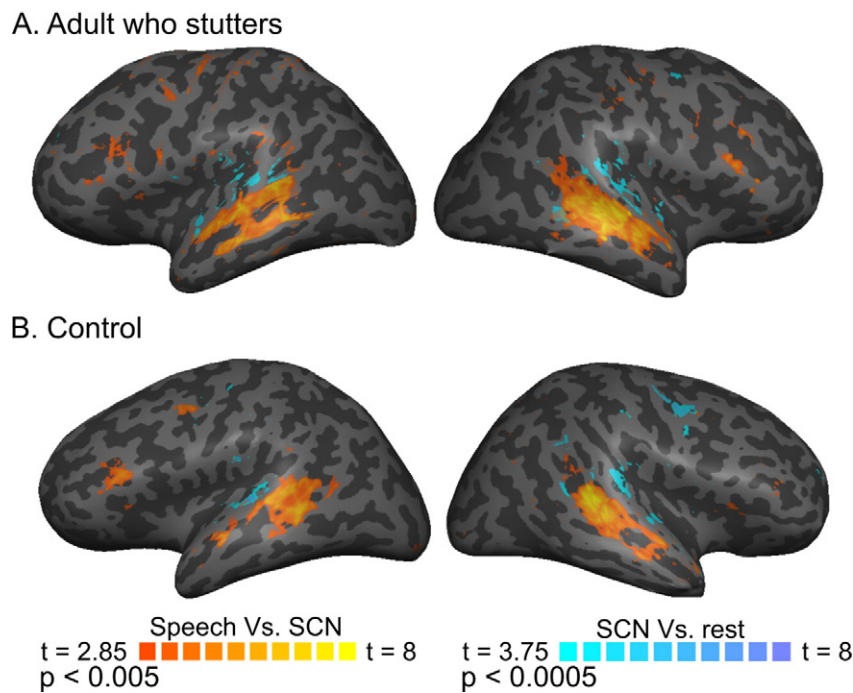 A. Adult who stutters
B. Control
Speech Vs. SCN
t = 2.85 t = 8
p < 0.005
SCN Vs. rest
t = 3.75 t = 8
p < 0.0005